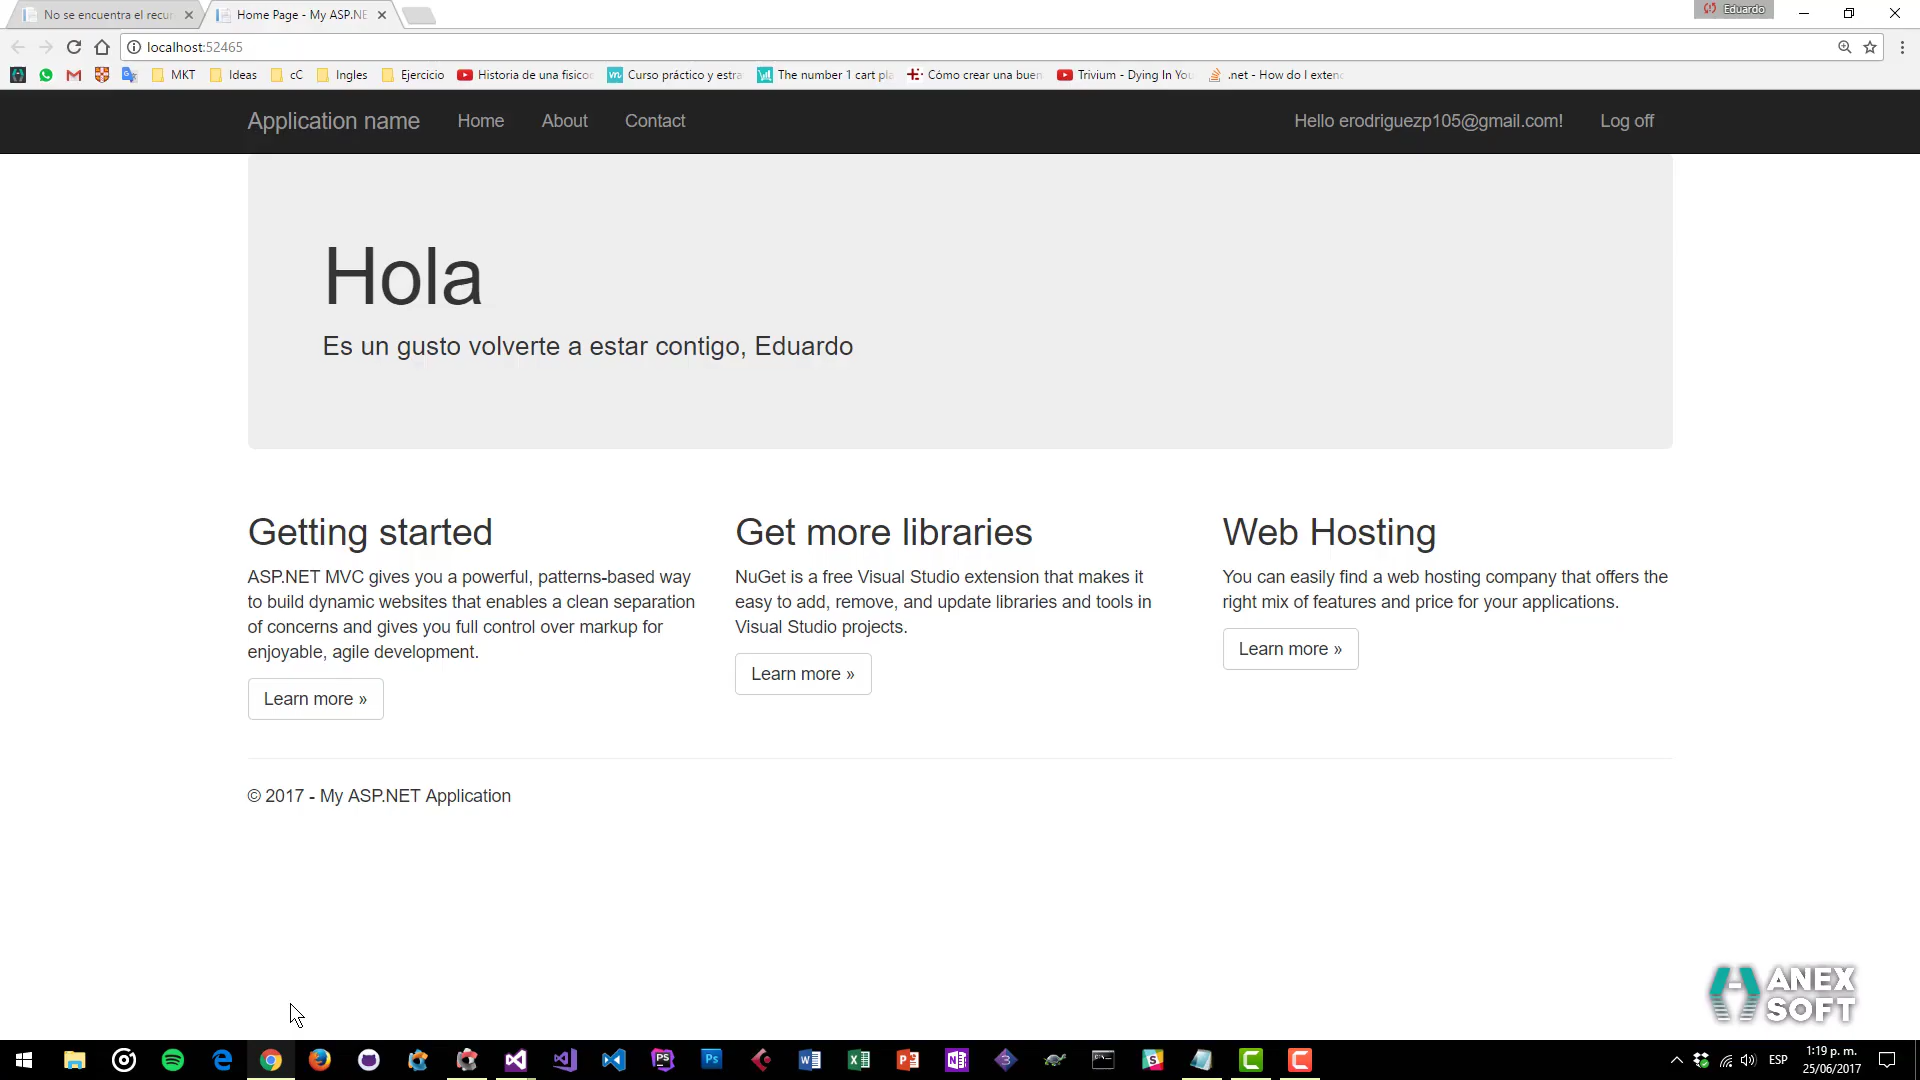 No se encuentra el recur
Home Page - My ASP.NE
Eduardo
localhost:52465
MKT
Ideas
cC
Ingles
Ejercicio
Historia de una físico
Curso práctico y estra
The number 1 cart pla
Cómo crear una buen
Trivium - Dying In You
.net - How do I exten
Application name
Home
About
Contact
Hello erodriguezp105@gmail.com!
Log off
Hola
Es un gusto volverte a estar contigo, Eduardo
Getting started
ASP.NET MVC gives you a powerful, patterns-based way
to build dynamic websites that enables a clean separation
of concerns and gives you full control over markup for
enjoyable, agile development.
Learn more »
Get more libraries
NuGet is a free Visual Studio extension that makes it
easy to add, remove, and update libraries and tools in
Visual Studio projects.
Learn more »
Web Hosting
You can easily find a web hosting company that offers the
right mix of features and price for your applications.
Learn more »
© 2017 - My ASP.NET Application
ANEX
SOFT
ESP
1:19 p. m.
25/06/2017